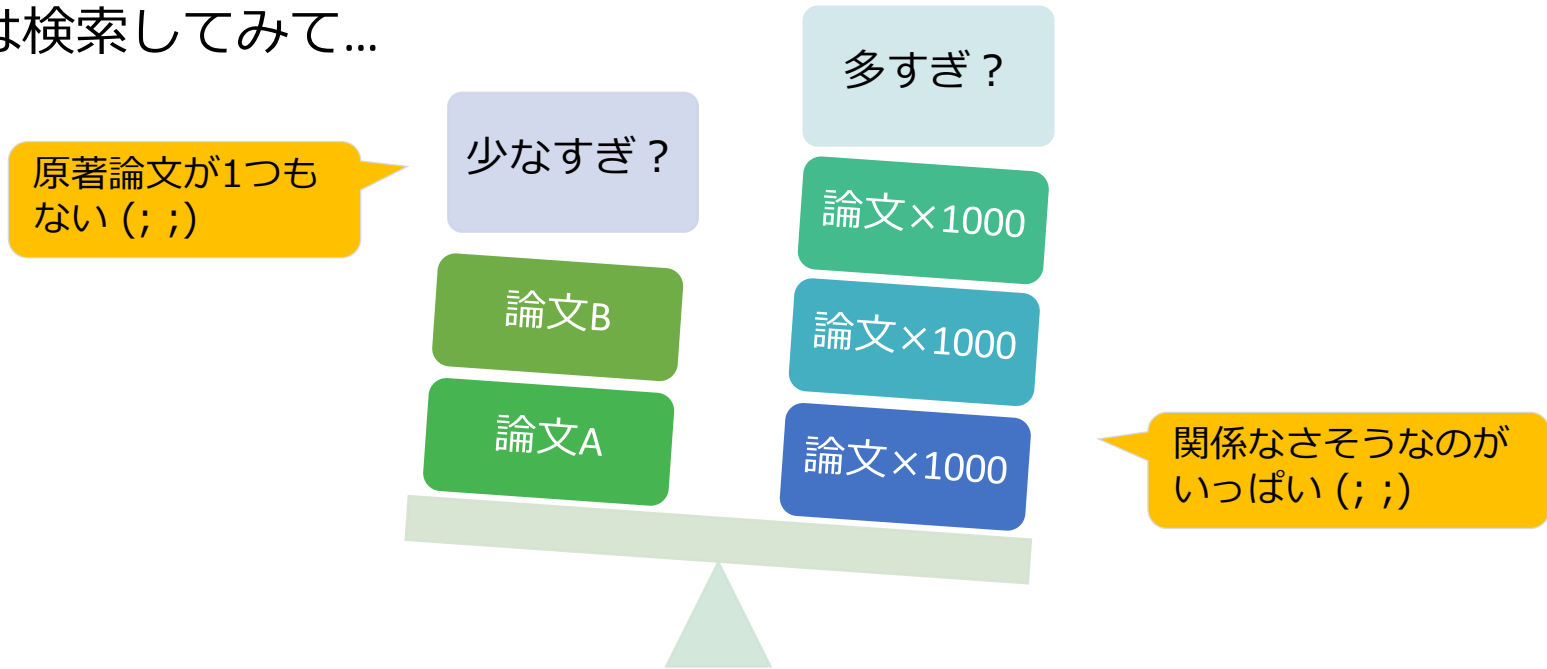 は検索してみて…
多すぎ？
少なすぎ？
原著論文が1つも
ない (; ;)
論文×1000
論文B
論文×1000
論文A
論文×1000
関係なさそうなのが
いっぱい (; ;)